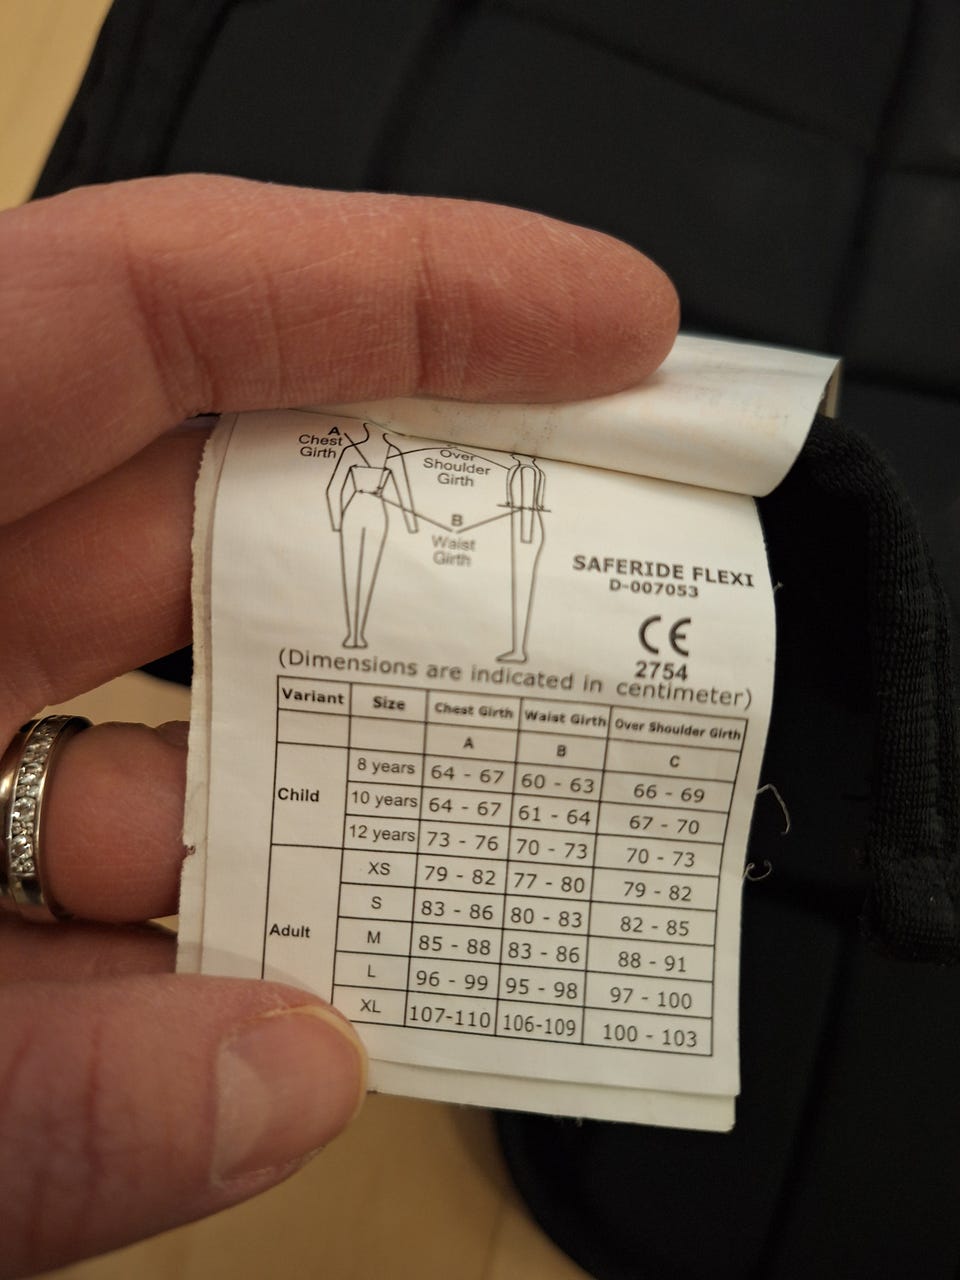 A
Chest
Girth
Over
Shoulder
Girth
B
Waist
Girth
SAFERIDE FLEXI
D-007053
CE
2754
(Dimensions are indicated in centimeter)
Variant Size Chest Girth Waist Girth Over Shoulder Girth
A B C
Child
8 years 64 - 67 60 - 63 66 - 69
10 years 64 - 67 61 - 64 67 - 70
12 years 73 - 76 70 - 73 70 - 73
Adult
XS 79 - 82 77 - 80 79 - 82
S 83 - 86 80 - 83 82 - 85
M 85 - 88 83 - 86 88 - 91
L 96 - 99 95 - 98 97 - 100
XL 107-110 106-109 100 - 103